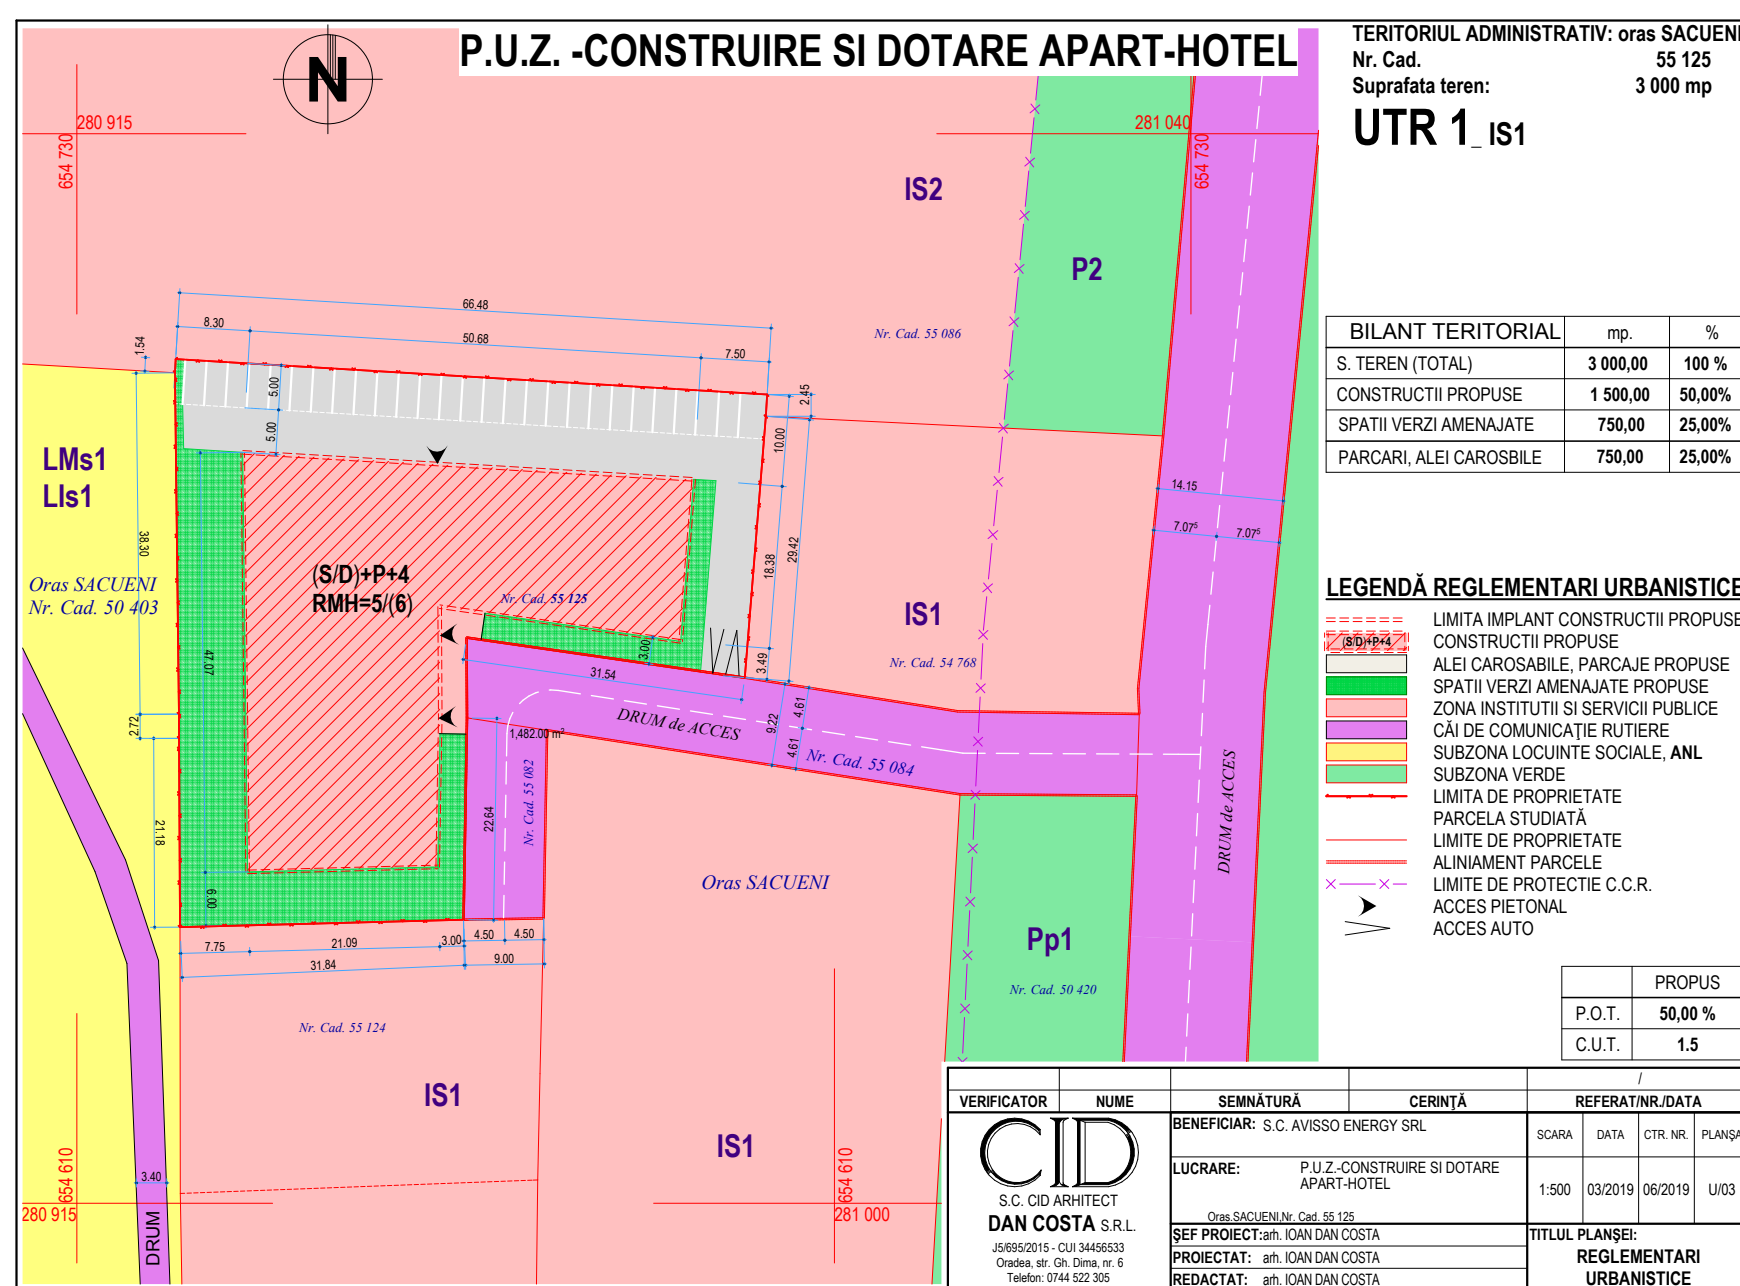 P.U.Z. -CONSTRUIRE SI DOTARE APART-HOTEL
N
TERITORIUL ADMINISTRATIV: oras SACUENI
Nr. Cad. 55 125
Suprafata teren: 3 000 mp
UTR 1_ IS1
280 915
654 730
281 040
654 730
IS2
P2
Nr. Cad. 55 086
66.48
8.30
50.68
7.50
1.54
5.00
5.00
2.45
10.00
29.42
18.38
3.49
LMs1
LIs1
38.30
Oras SACUENI
Nr. Cad. 50 403
47.07
2.72
21.18
6.00
(S/D)+P+4
RMH=5/(6)
Nr. Cad. 55 125
3.00
31.54
IS1
Nr. Cad. 54 768
14.15
7.07⁵
7.07⁵
DRUM de ACCES
9.22
4.61
4.61
Nr. Cad. 55 084
1,482.00 m²
Nr. Cad. 55 082
22.64
DRUM de ACCES
Oras SACUENI
7.75
21.09
3.00
4.50
4.50
31.84
9.00
Pp1
Nr. Cad. 50 420
Nr. Cad. 55 124
IS1
IS1
3.40
DRUM
654 610
280 915
654 610
281 000
BILANT TERITORIAL mp. %
S. TEREN (TOTAL) 3 000,00 100 %
CONSTRUCTII PROPUSE 1 500,00 50,00%
SPATII VERZI AMENAJATE 750,00 25,00%
PARCARI, ALEI CAROSBILE 750,00 25,00%
LEGENDĂ REGLEMENTARI URBANISTICE
LIMITA IMPLANT CONSTRUCTII PROPUSE
(S/D)+P+4 CONSTRUCTII PROPUSE
ALEI CAROSABILE, PARCAJE PROPUSE
SPATII VERZI AMENAJATE PROPUSE
ZONA INSTITUTII SI SERVICII PUBLICE
CĂI DE COMUNICAŢIE RUTIERE
SUBZONA LOCUINTE SOCIALE, ANL
SUBZONA VERDE
LIMITA DE PROPRIETATE
PARCELA STUDIATĂ
LIMITE DE PROPRIETATE
ALINIAMENT PARCELE
LIMITE DE PROTECTIE C.C.R.
ACCES PIETONAL
ACCES AUTO
PROPUS
P.O.T. 50,00 %
C.U.T. 1.5
/
VERIFICATOR NUME SEMNĂTURĂ CERINŢĂ REFERAT/NR./DATA
CID
S.C. CID ARHITECT
DAN COSTA S.R.L.
J5/695/2015 - CUI 34456533
Oradea, str. Gh. Dima, nr. 6
Telefon: 0744 522 305
BENEFICIAR: S.C. AVISSO ENERGY SRL
LUCRARE: P.U.Z.-CONSTRUIRE SI DOTARE
APART-HOTEL
Oras.SACUENI,Nr. Cad. 55 125
ŞEF PROIECT: arh. IOAN DAN COSTA
PROIECTAT: arh. IOAN DAN COSTA
REDACTAT: arh. IOAN DAN COSTA
SCARA DATA CTR. NR. PLANŞA
1:500 03/2019 06/2019 U/03
TITLUL PLANŞEI:
REGLEMENTARI
URBANISTICE